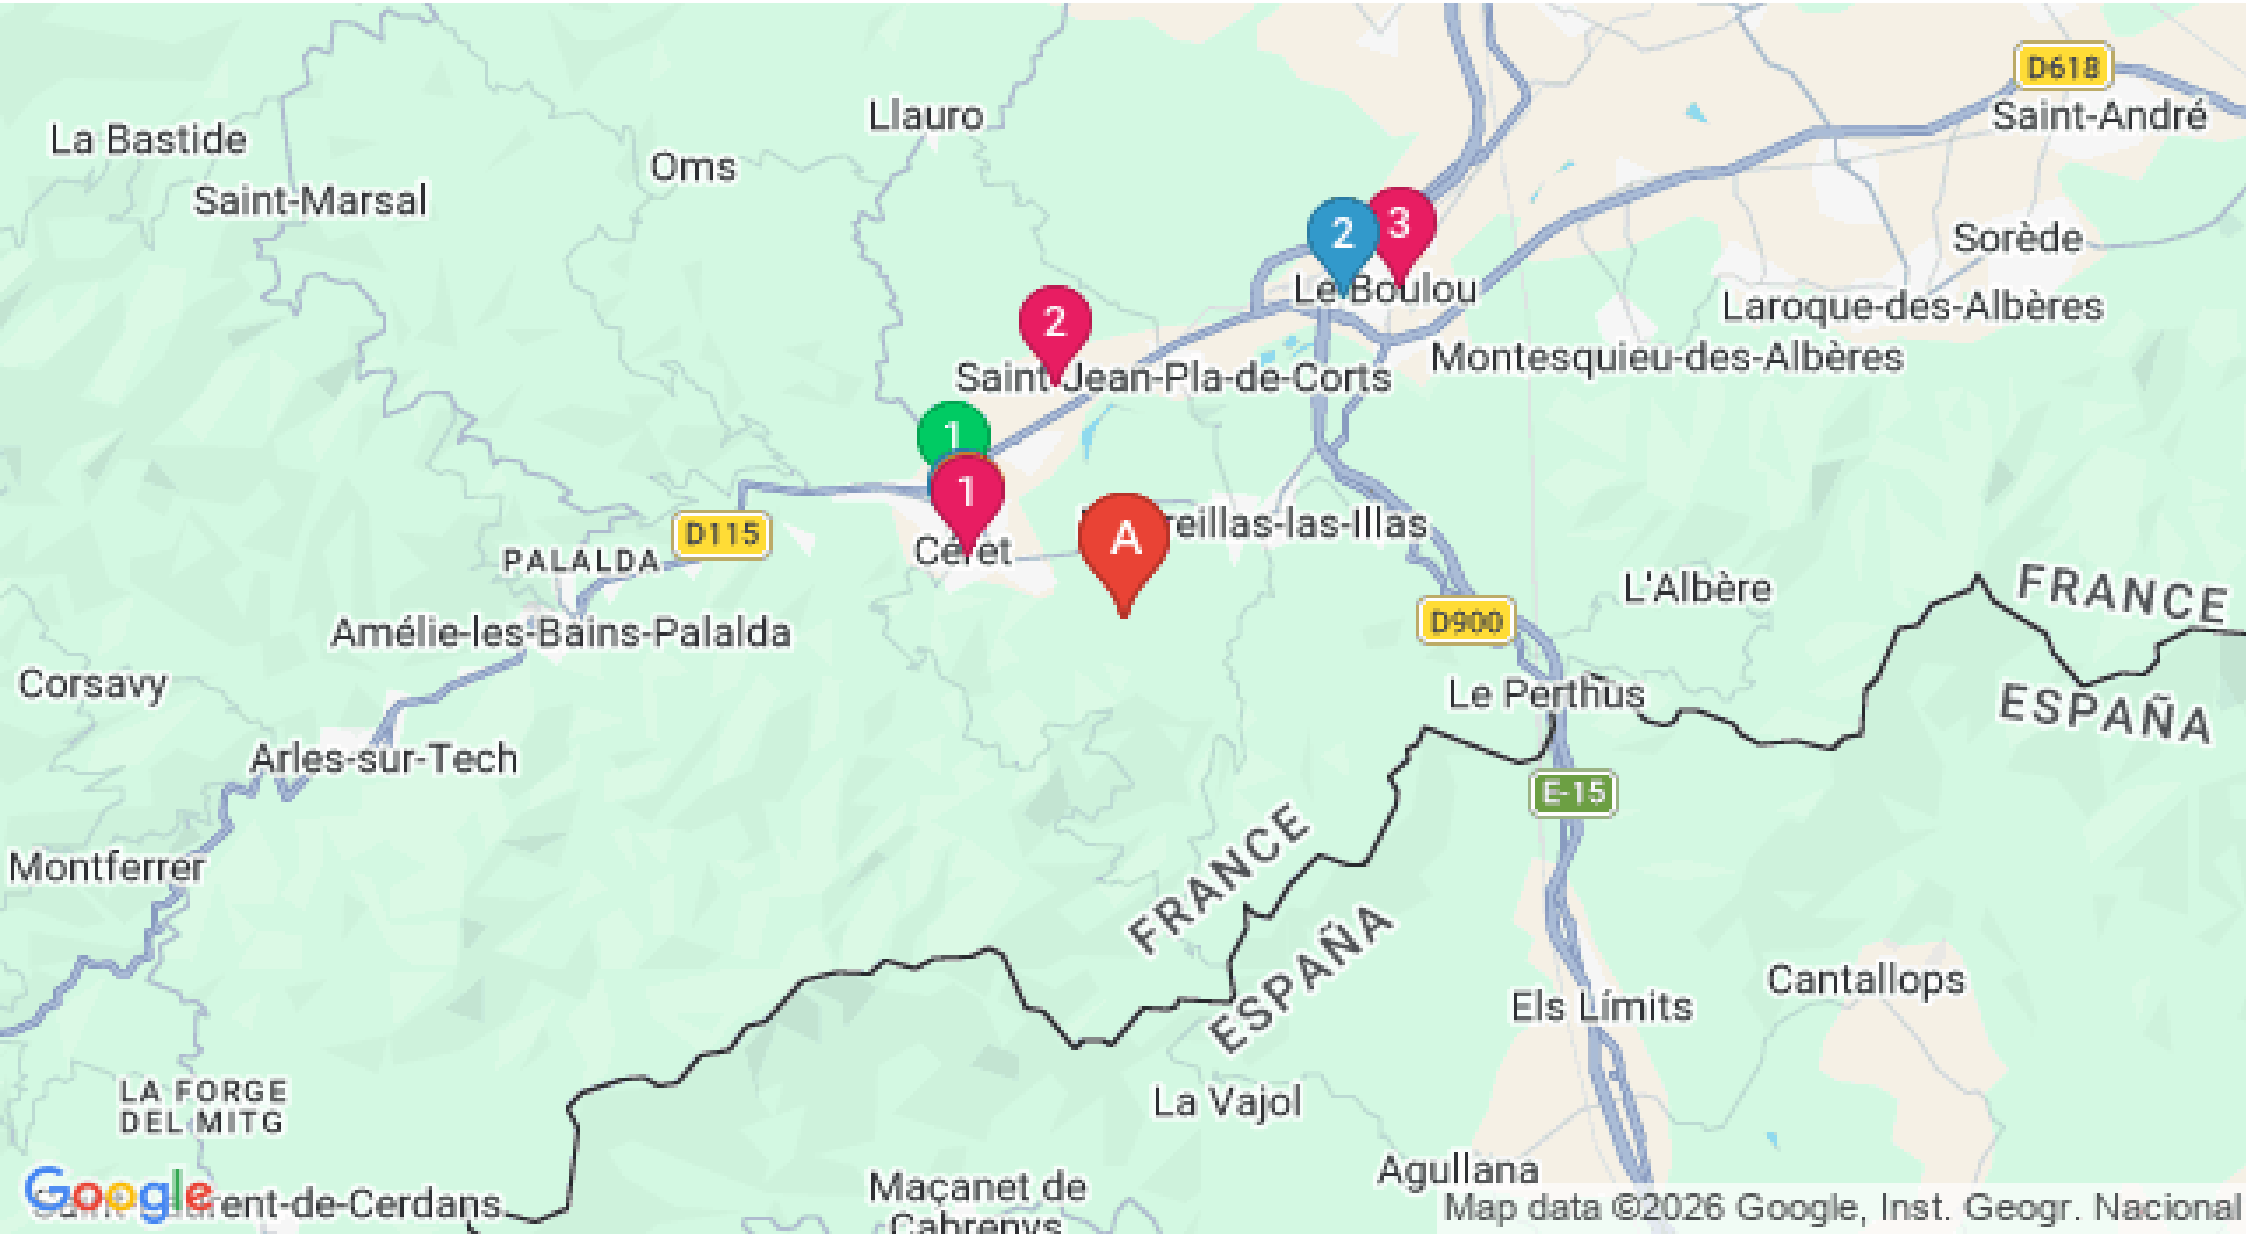 D618
Saint-André
Llauro
La Bastide
Oms
Saint-Marsal
2
3
Sorède
Le Boulou
Laroque-des-Albères
2
Montesquieu-des-Albères
Saint-Jean-Pla-de-Corts
1
1
A
reillas-las-Illas
D115
Céret
PALALDA
L'Albère
FRANCE
D900
Amélie-les-Bains-Palalda
Corsavy
Le Perthus
ESPAÑA
Arles-sur-Tech
E-15
Montferrer
FRANCE
ESPAÑA
Cantallops
Els Límits
LA FORGE
DEL MITG
La Vajol
Agullana
Maçanet de
Cabrenys
Google
rent-de-Cerdans
Map data ©2026 Google, Inst. Geogr. Nacional